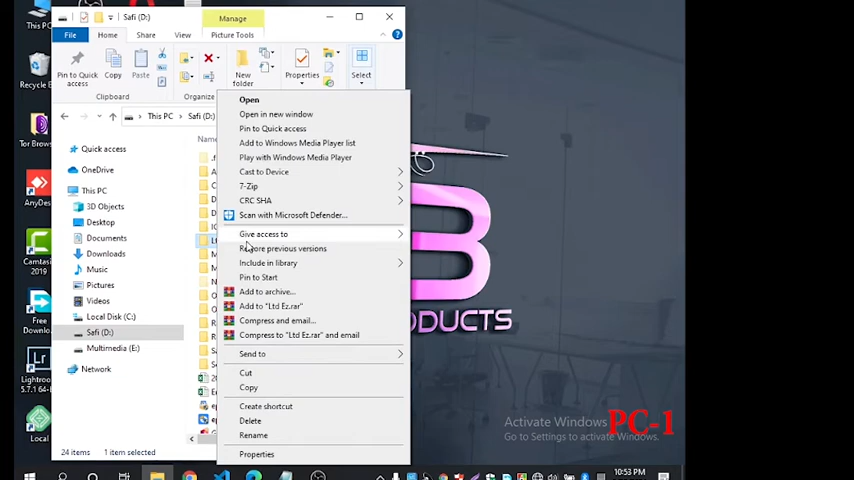 This PC
Safi (D:)
Manage
File
Home
Share
View
Picture Tools
Pin to Quick
access
Copy
Paste
New
folder
Properties
Select
Clipboard
Organize
This PC
Safi (D:)
Quick access
OneDrive
This PC
3D Objects
Desktop
Documents
Downloads
Music
Pictures
Videos
Local Disk (C:)
Safi (D:)
Multimedia (E:)
Network
24 items
1 item selected
Open
Open in new window
Pin to Quick access
Add to Windows Media Player list
Play with Windows Media Player
Cast to Device
7-Zip
CRC SHA
Scan with Microsoft Defender...
Give access to
Restore previous versions
Include in library
Pin to Start
Add to archive...
Add to "Ltd Ez.rar"
Compress and email...
Compress to "Ltd Ez.rar" and email
Send to
Cut
Copy
Create shortcut
Delete
Rename
Properties
Recycle
Tor
Browser
AnyDesk
Camtasia
2019
Free
Downlo...
Lightroom
5.7.1 64-
Local
B
ODUCTS
Activate Windows
Go to Settings to activate Windows.
PC-1
10:53 PM